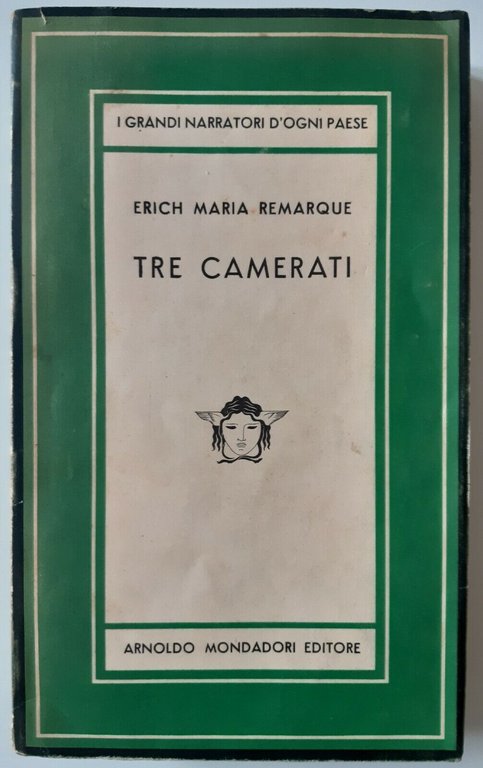 I GRANDI NARRATORI D'OGNI PAESE
ERICH MARIA REMARQUE
TRE CAMERATI
ARNOLDO MONDADORI EDITORE